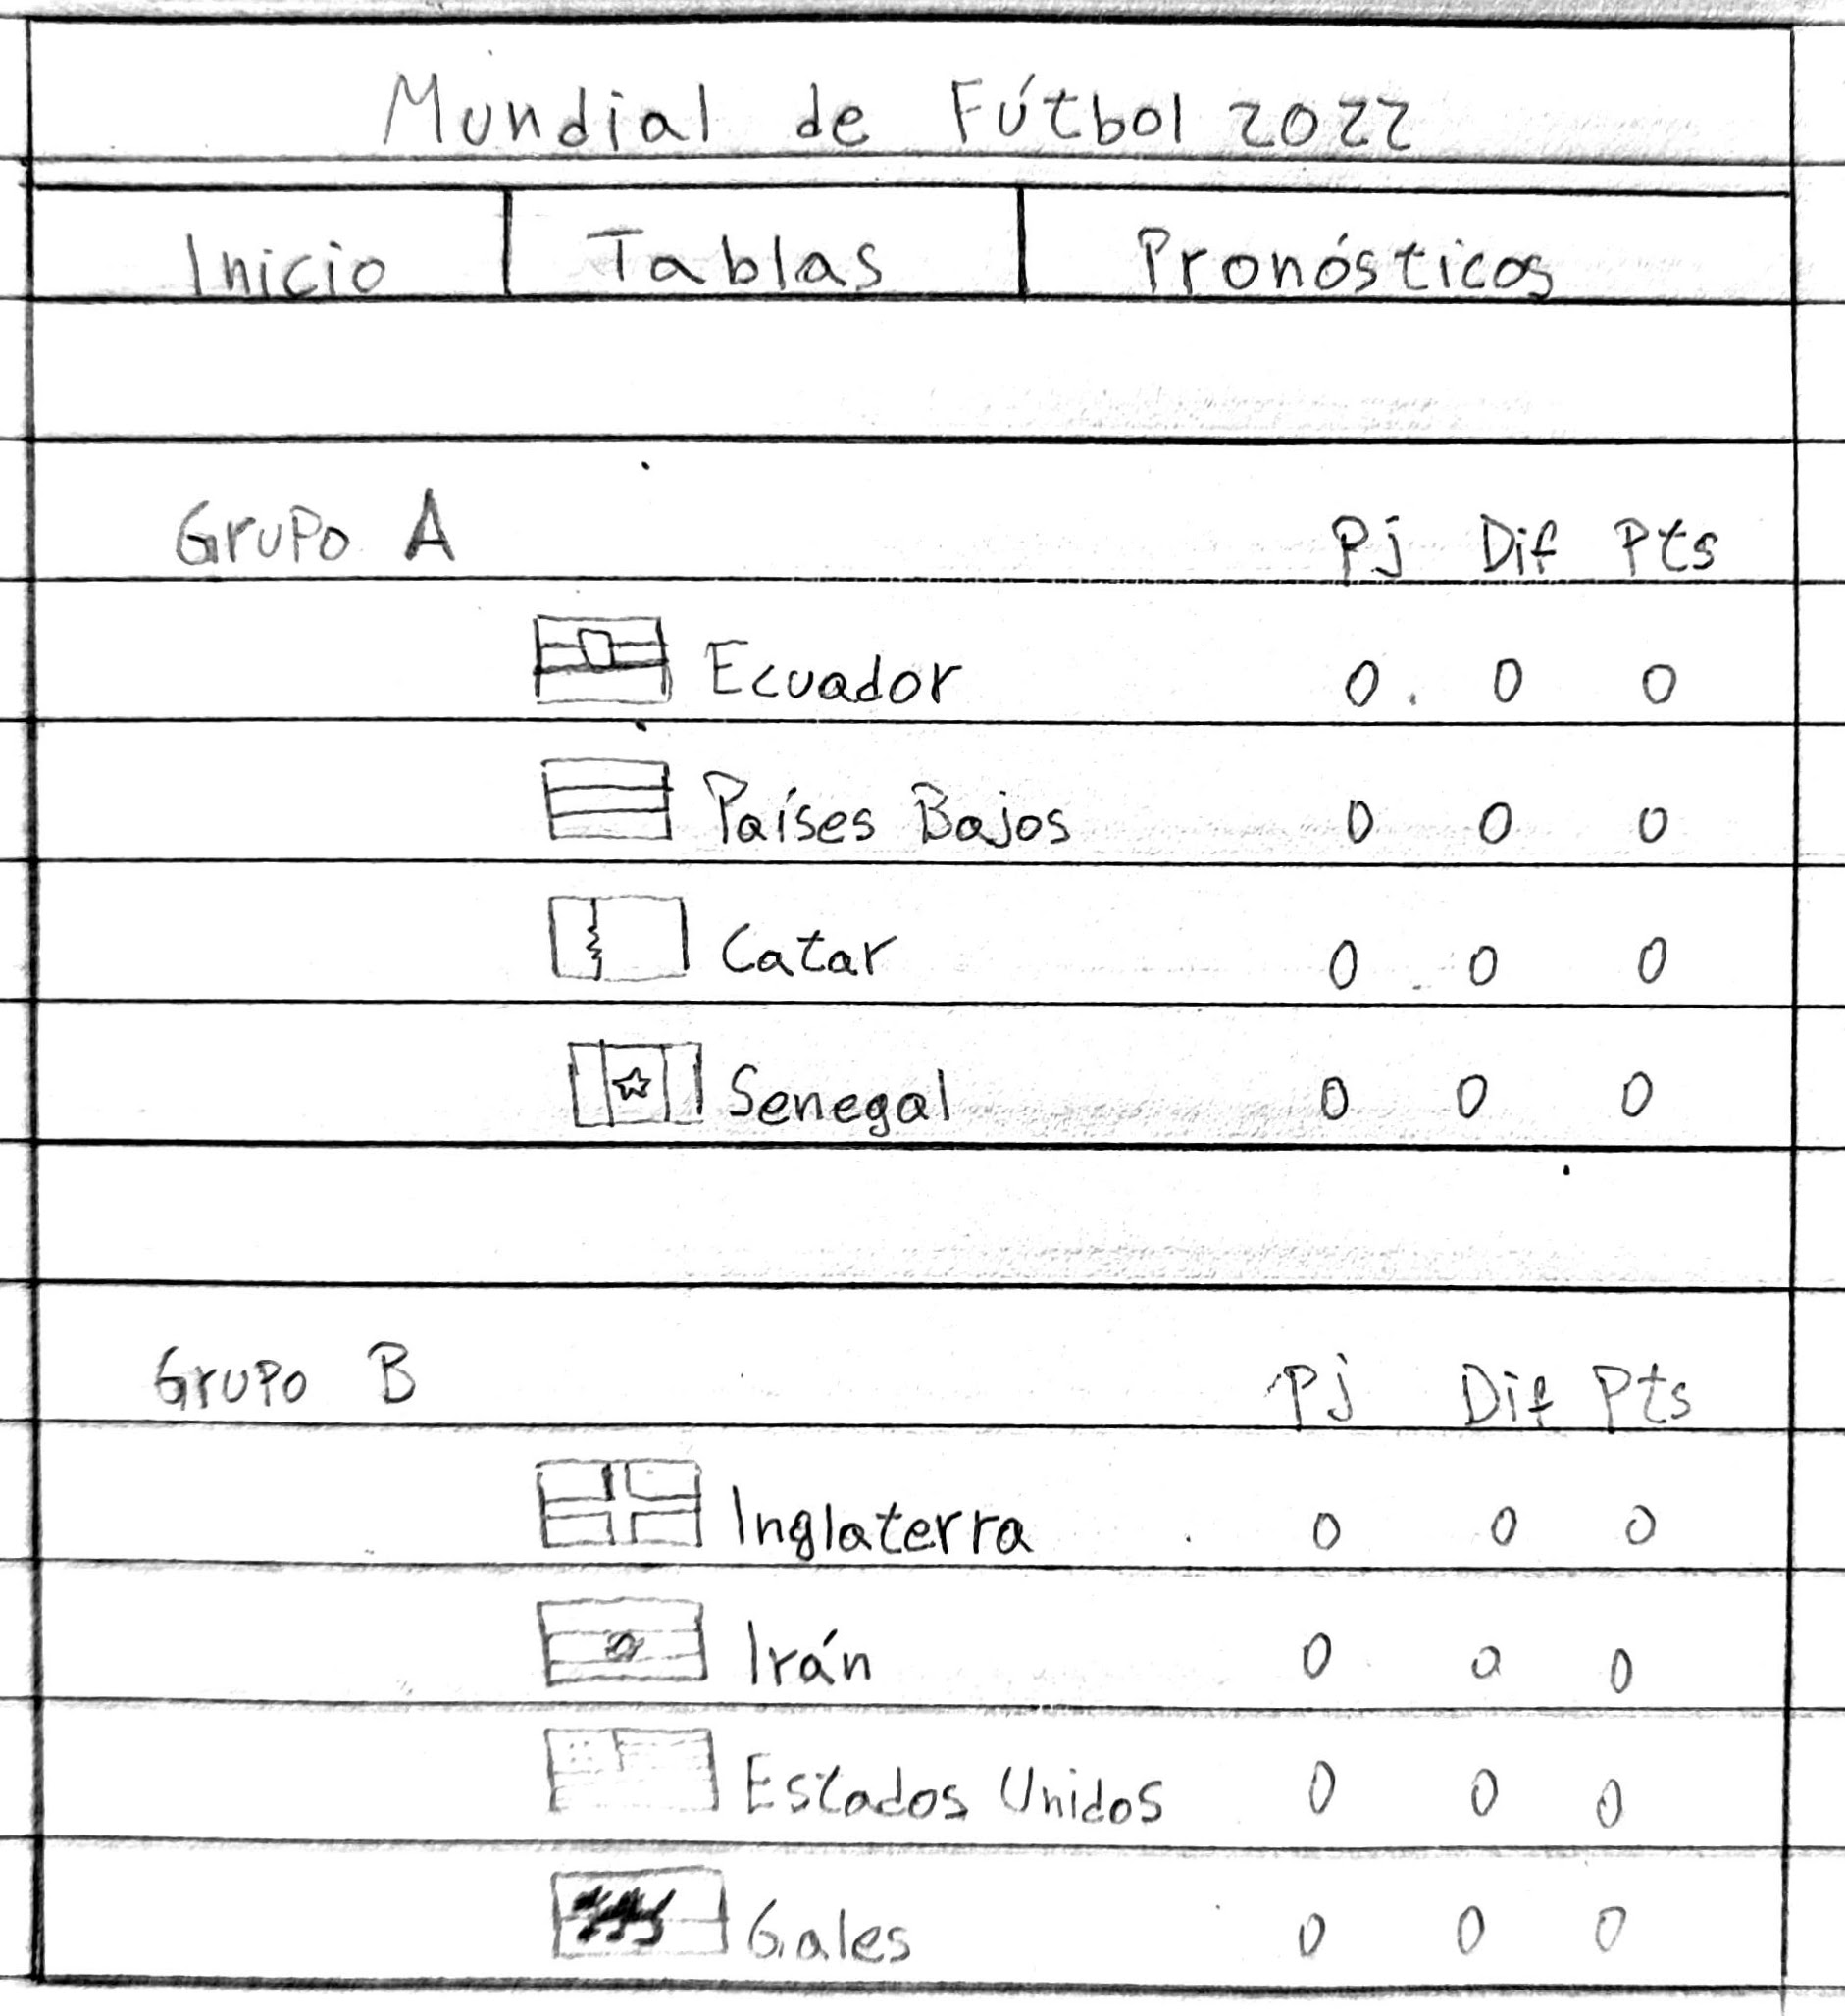 Mundial de Fútbol 2022
Inicio Tablas Pronósticos
Grupo A Pj Dif Pts
Ecuador 0 0 0
Países Bajos 0 0 0
Catar 0 0 0
Senegal 0 0 0
Grupo B Pj Dif Pts
Inglaterra 0 0 0
Irán 0 0 0
Estados Unidos 0 0 0
Gales 0 0 0